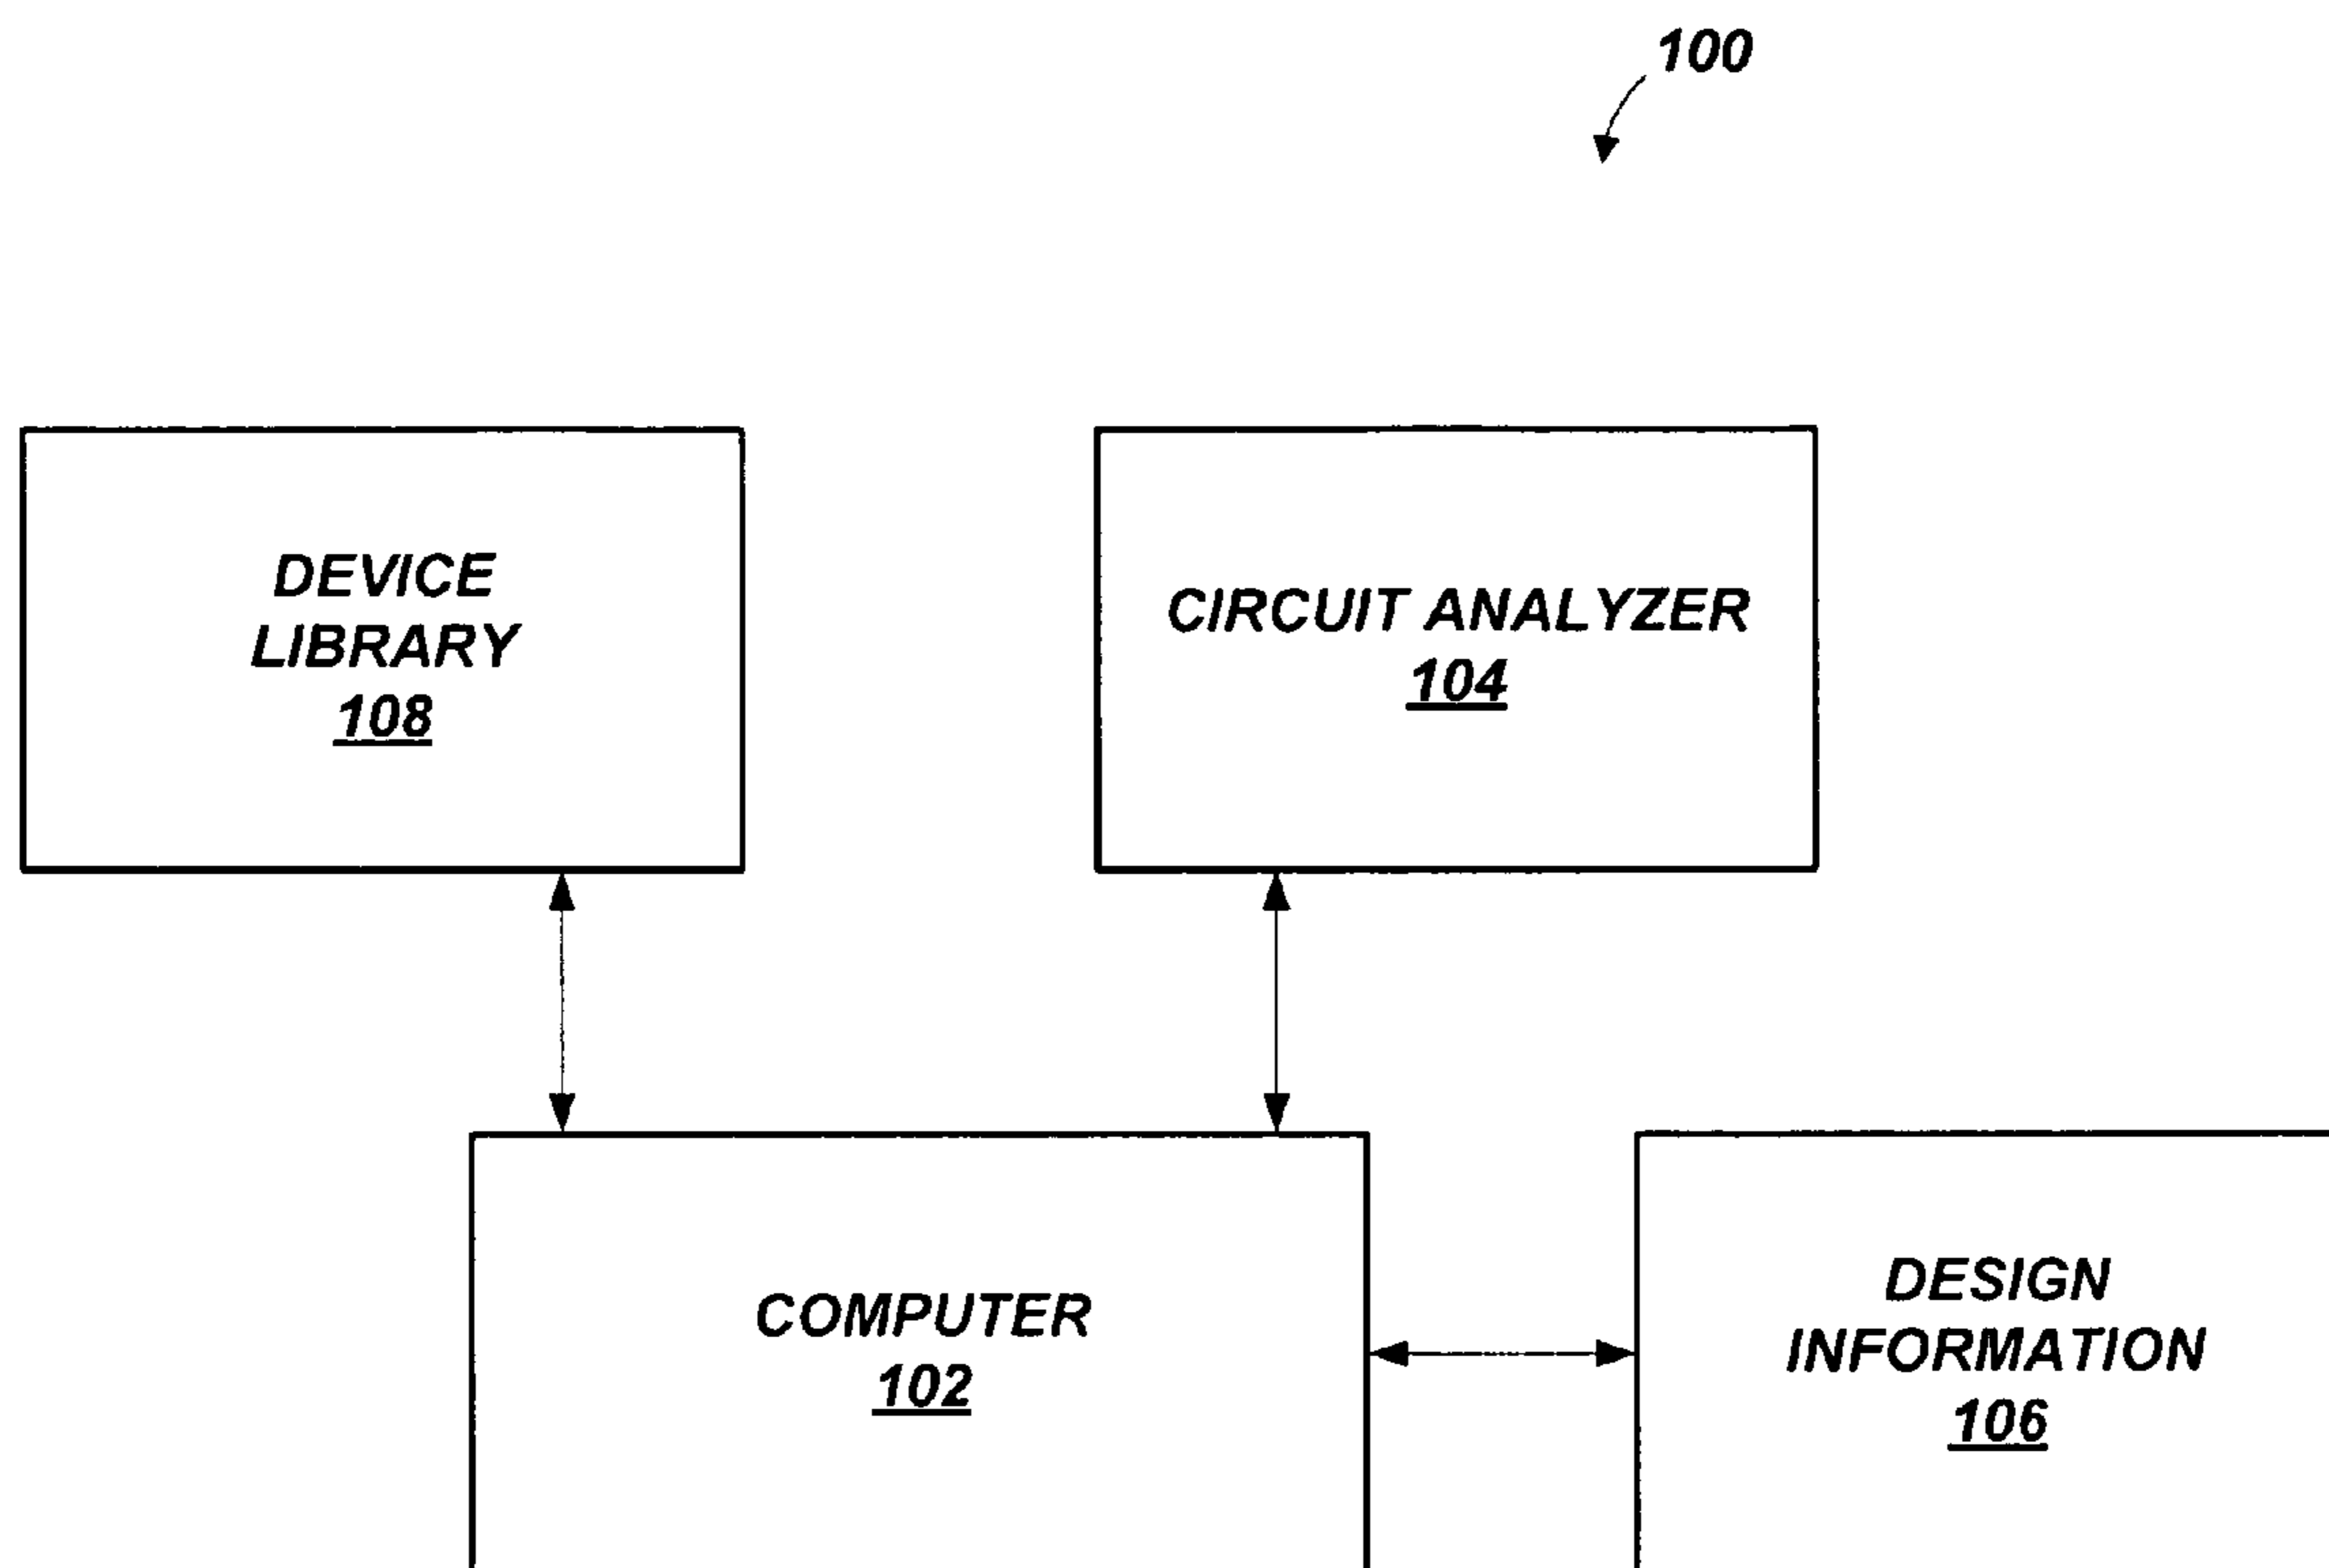 100
DEVICE
LIBRARY
108
CIRCUIT ANALYZER
104
COMPUTER
102
DESIGN
INFORMATION
106